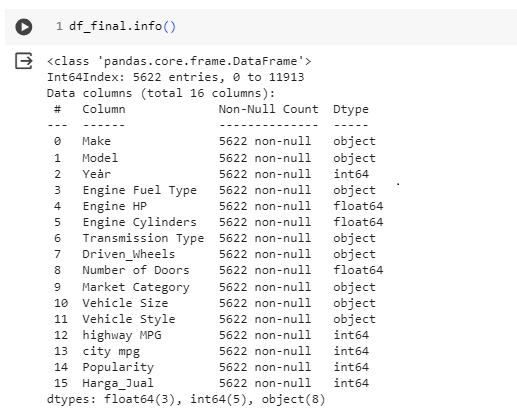 1 df_final.info()
<class 'pandas.core.frame.DataFrame'>
Int64Index: 5622 entries, 0 to 11913
Data columns (total 16 columns):
 #   Column             Non-Null Count  Dtype
---  ------             --------------  -----
 0   Make               5622 non-null   object
 1   Model              5622 non-null   object
 2   Year               5622 non-null   int64
 3   Engine Fuel Type   5622 non-null   object
 4   Engine HP          5622 non-null   float64
 5   Engine Cylinders   5622 non-null   float64
 6   Transmission Type  5622 non-null   object
 7   Driven_Wheels      5622 non-null   object
 8   Number of Doors    5622 non-null   float64
 9   Market Category    5622 non-null   object
 10  Vehicle Size       5622 non-null   object
 11  Vehicle Style      5622 non-null   object
 12  highway MPG        5622 non-null   int64
 13  city mpg           5622 non-null   int64
 14  Popularity         5622 non-null   int64
 15  Harga_Jual         5622 non-null   int64
dtypes: float64(3), int64(5), object(8)